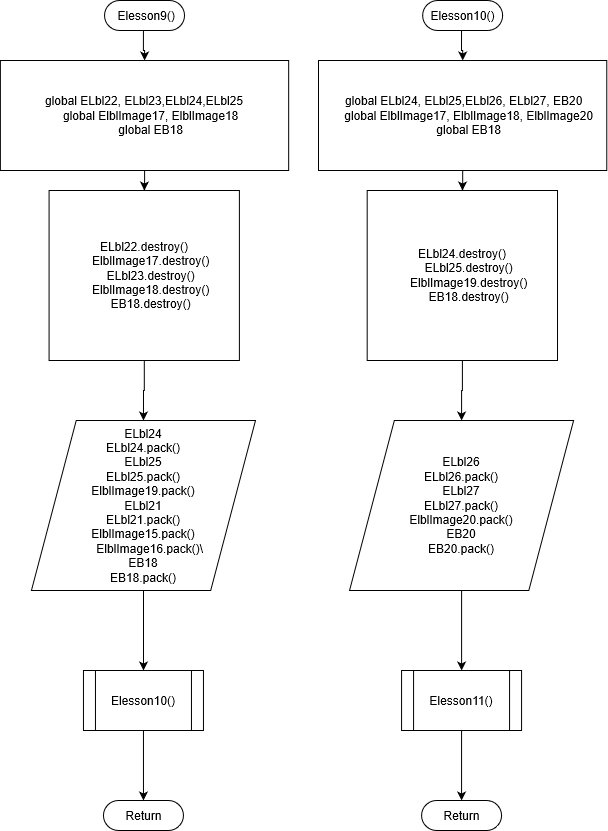 Elesson9()
global ELbl22, ELbl23,ELbl24,ELbl25
global ElblImage17, ElblImage18
global EB18
ELbl22.destroy()
ElblImage17.destroy()
ELbl23.destroy()
ElblImage18.destroy()
EB18.destroy()
ELbl24
ELbl24.pack()
ELbl25
ELbl25.pack()
ElblImage19.pack()
ELbl21
ELbl21.pack()
ElblImage15.pack()
ElblImage16.pack()\
EB18
EB18.pack()
Elesson10()
Return
Elesson10()
global ELbl24, ELbl25,ELbl26, ELbl27, EB20
global ElblImage17, ElblImage18, ElblImage20
global EB18
ELbl24.destroy()
ELbl25.destroy()
ElblImage19.destroy()
EB18.destroy()
ELbl26
ELbl26.pack()
ELbl27
ELbl27.pack()
ElblImage20.pack()
EB20
EB20.pack()
Elesson11()
Return